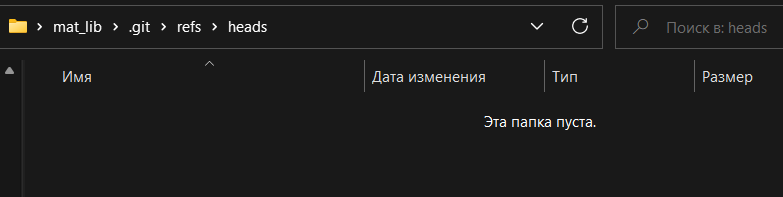 mat_lib > .git > refs > heads
Поиск в: heads
Имя Дата изменения Тип Размер
Эта папка пуста.